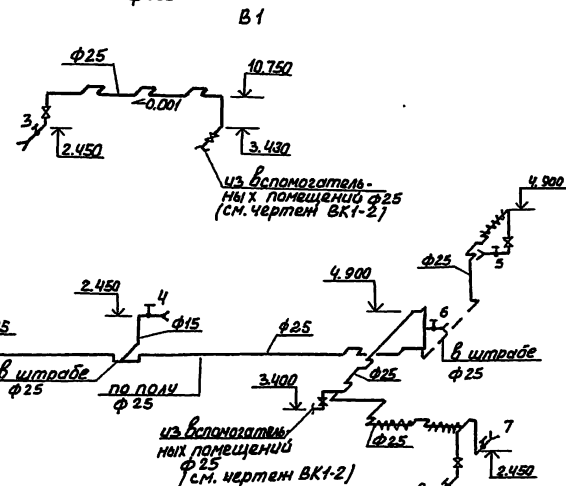 В1
ф25
10.750
0.001
3
2.450
3.430
из вспомогатель-
ных помещений ф25
(см. чертеж ВК1-2)
4.900
5
ф25
2.450
4
4.900
6
ф15
ф25
в штрабе
ф25
по полу
ф25
3.400
ф25
в штрабе
ф25
из вспомогатель-
ных помещений
ф25
(см. чертеж ВК1-2)
ф25
7
2.450